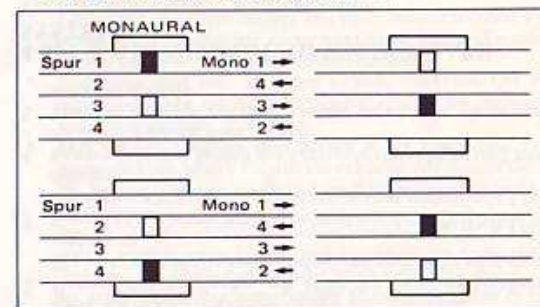 MONAURAL
Spur 1 Mono 1 →
2 4 ←
3 3 →
4 2 ←
Spur 1 Mono 1 →
2 4 ←
3 3 →
4 2 ←